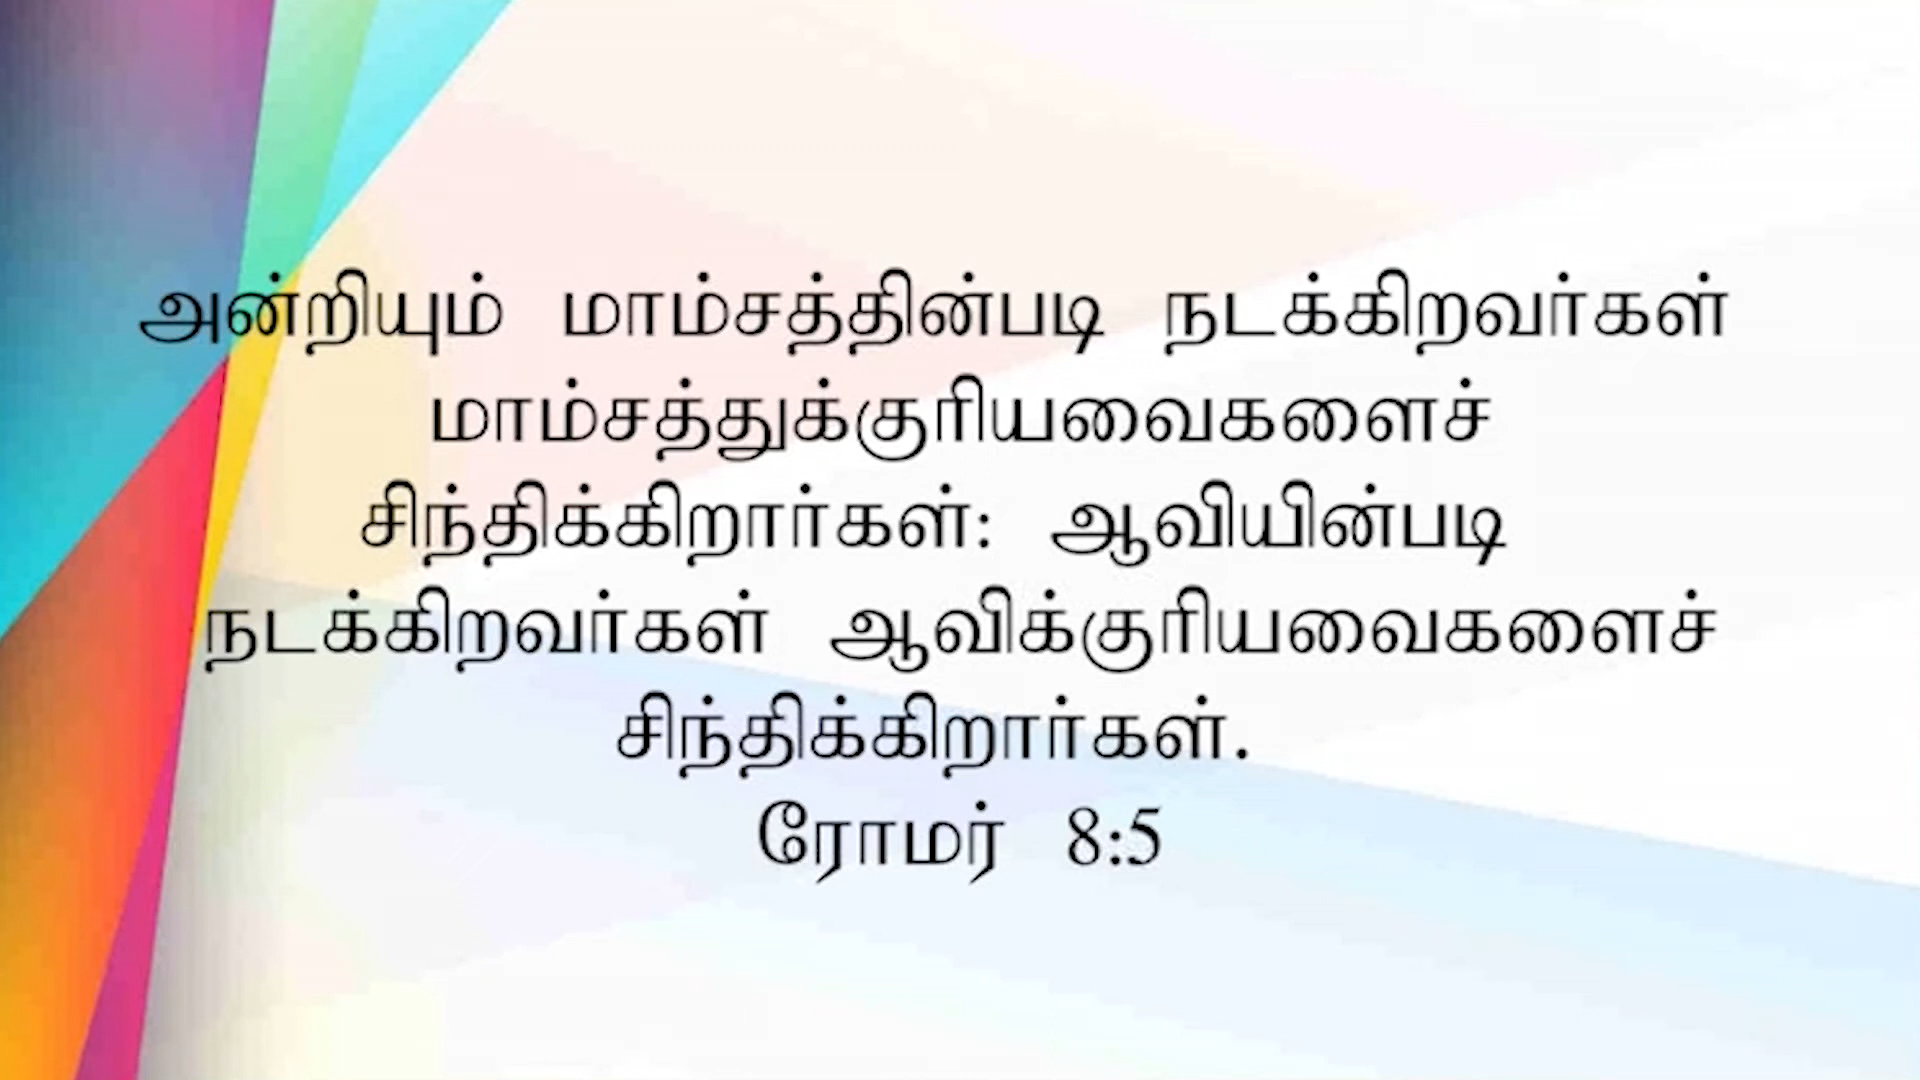 அன்றியும் மாம்சத்தின்படி நடக்கிறவர்கள்
மாம்சத்துக்குரியவைகளைச்
சிந்திக்கிறார்கள்: ஆவியின்படி
நடக்கிறவர்கள் ஆவிக்குரியவைகளைச்
சிந்திக்கிறார்கள்.
ரோமர் 8:5